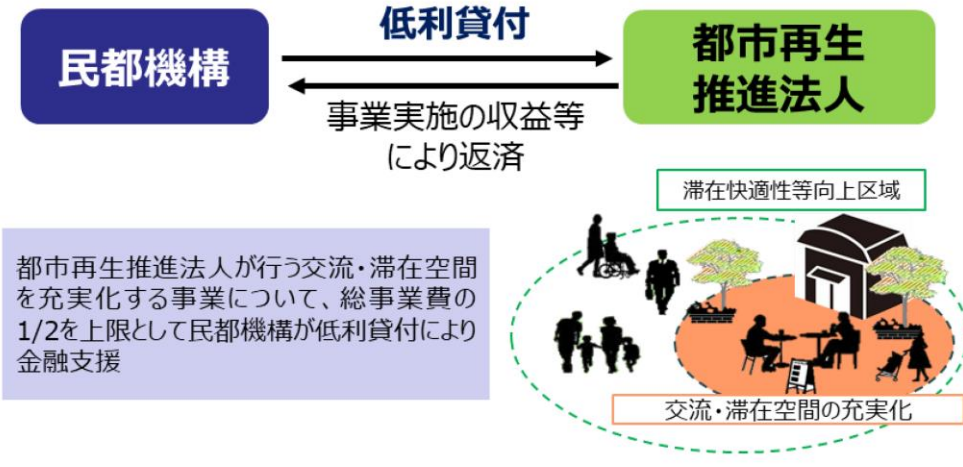 低利貸付
民都機構
都市再生
推進法人
事業実施の収益等
により返済
滞在快適性等向上区域
都市再生推進法人が行う交流・滞在空間
を充実化する事業について、総事業費の
1/2を上限として民都機構が低利貸付により
金融支援
交流・滞在空間の充実化